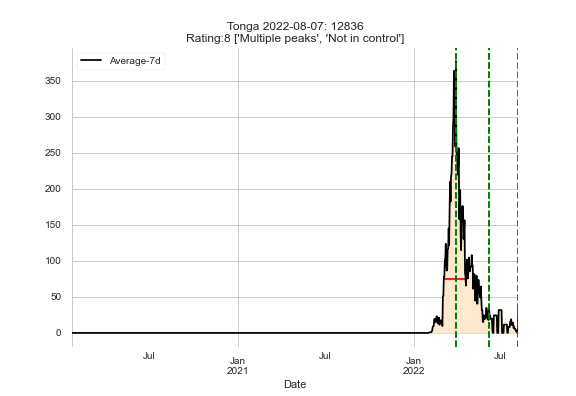 Tonga 2022-08-07: 12836
Rating:8 ['Multiple peaks', 'Not in control']
Average-7d
350
300
250
200
150
100
50
0
Jul
Jan
2021
Jul
Jan
2022
Jul
Date